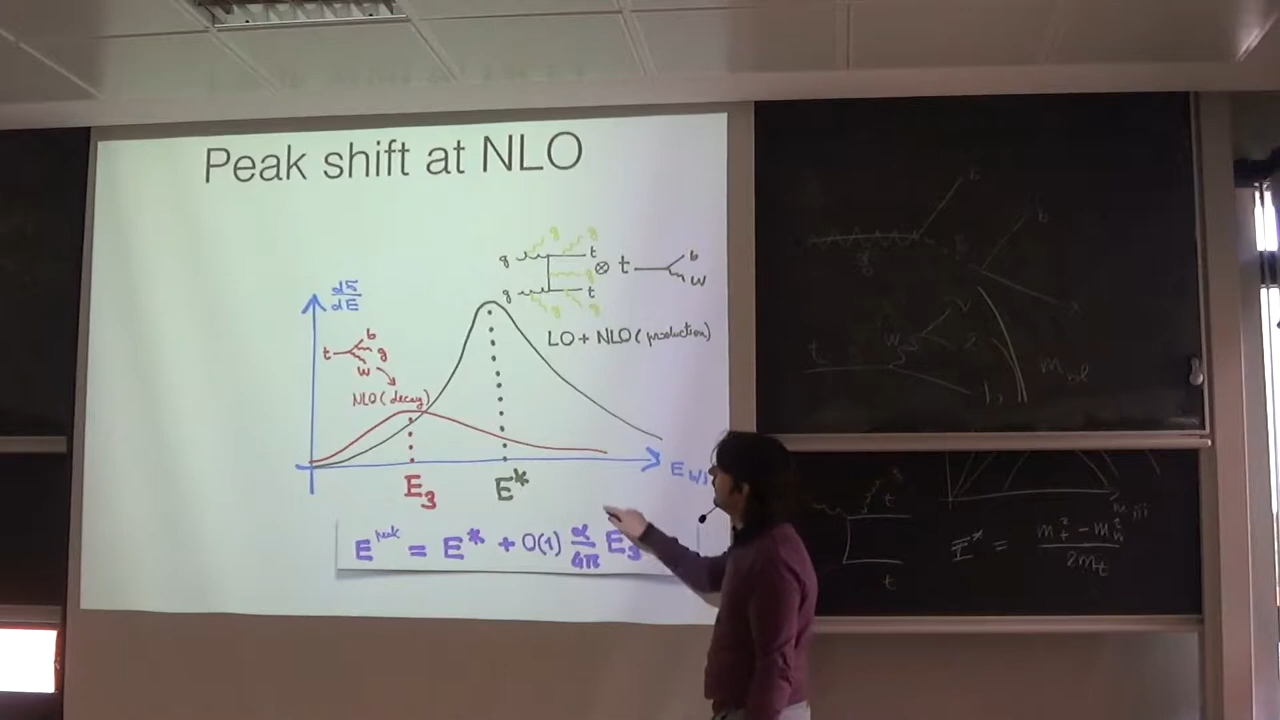 Peak shift at NLO
g g g t ⊗ t b
g W
g g g t
LO + NLO (production)
dσ
dE
t b g W
NLO (decay)
E₃
E*
E^peak = E* + O(1) α/4π E₃
t
b
W
b
t
t
E* = (m_t² - m_W²)/2m_t